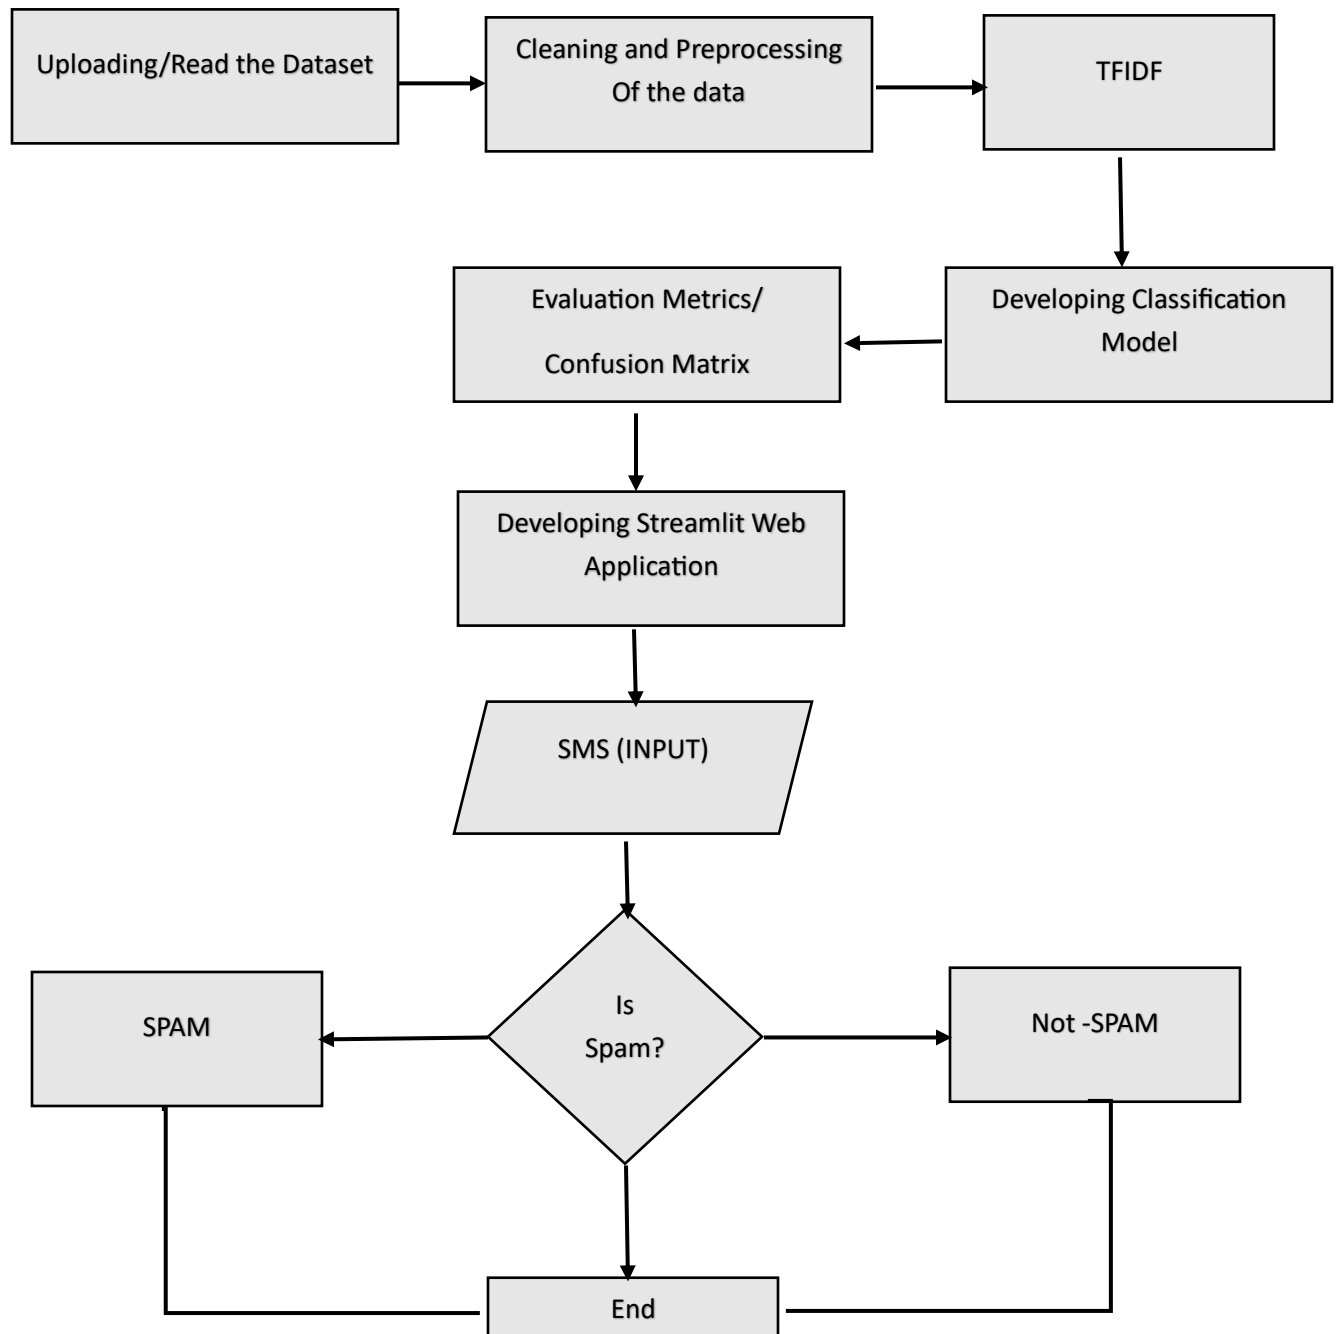 Uploading/Read the Dataset
Cleaning and Preprocessing
Of the data
TFIDF
Developing Classification
Model
Evaluation Metrics/
Confusion Matrix
Developing Streamlit Web
Application
SMS (INPUT)
Is
Spam?
SPAM
Not -SPAM
End